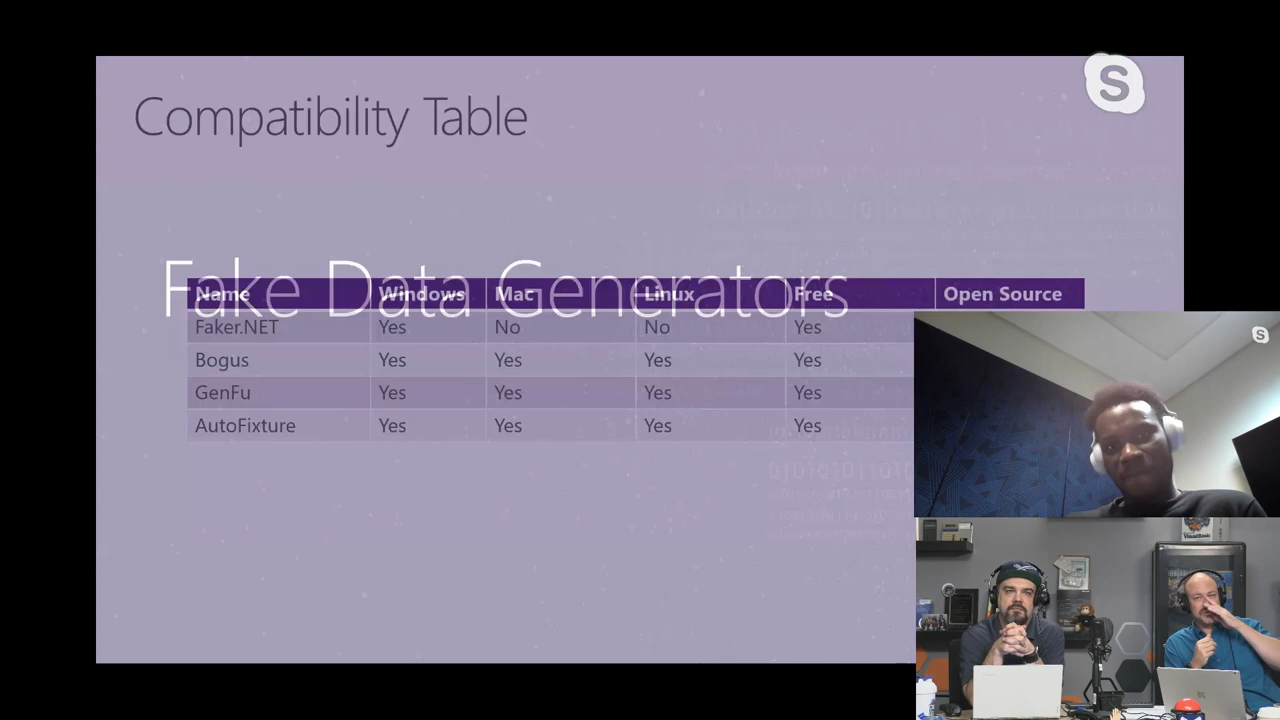 Compatibility Table
Fake Data Generators
Name Windows Mac Linux Free Open Source
Faker.NET Yes No No Yes
Bogus Yes Yes Yes Yes
GenFu Yes Yes Yes Yes
AutoFixture Yes Yes Yes Yes